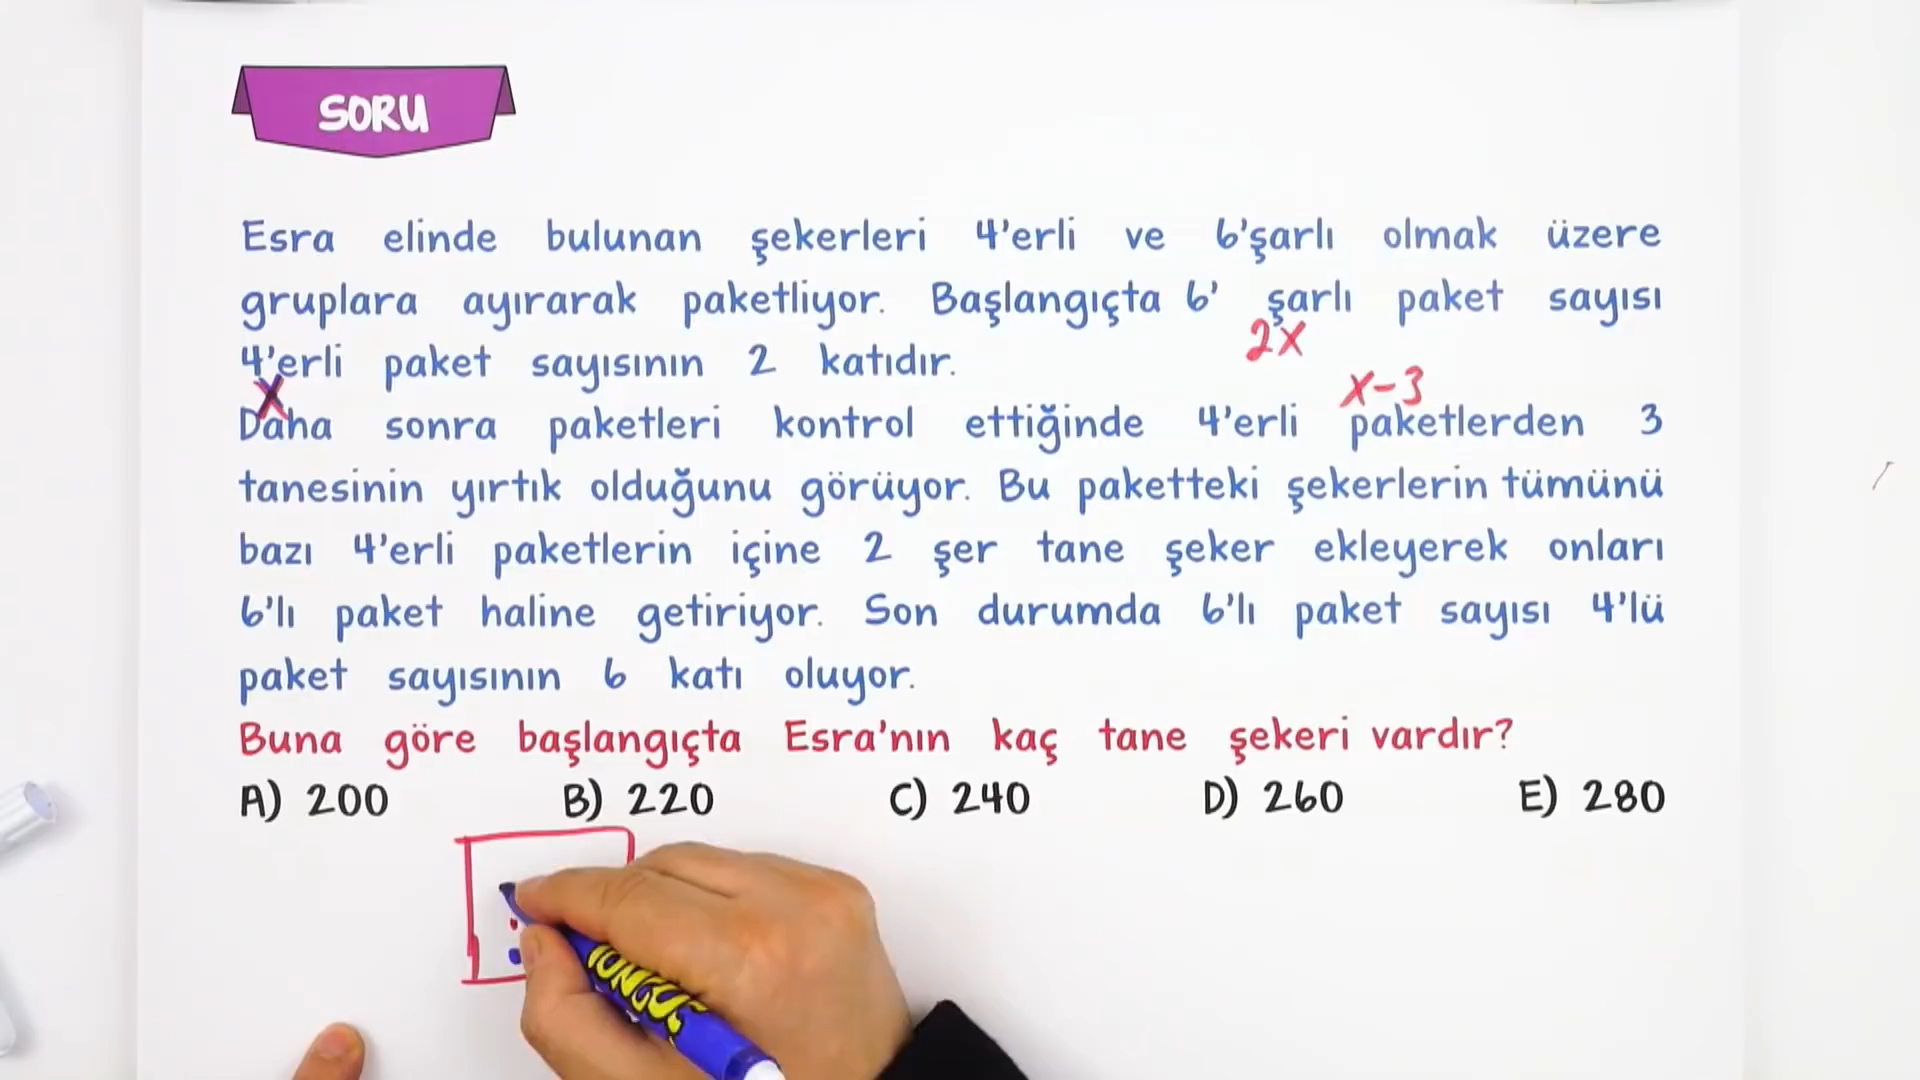 SORU
Esra elinde bulunan şekerleri 4'erli ve 6'şarlı olmak üzere
gruplara ayırarak paketliyor. Başlangıçta 6' şarlı paket sayısı
2x
4'erli paket sayısının 2 katıdır.
x
x-3
Daha sonra paketleri kontrol ettiğinde 4'erli paketlerden 3
tanesinin yırtık olduğunu görüyor. Bu paketteki şekerlerin tümünü
bazı 4'erli paketlerin içine 2 şer tane şeker ekleyerek onları
6'lı paket haline getiriyor. Son durumda 6'lı paket sayısı 4'lü
paket sayısının 6 katı oluyor.
Buna göre başlangıçta Esra'nın kaç tane şekeri vardır?
A) 200 B) 220 C) 240 D) 260 E) 280